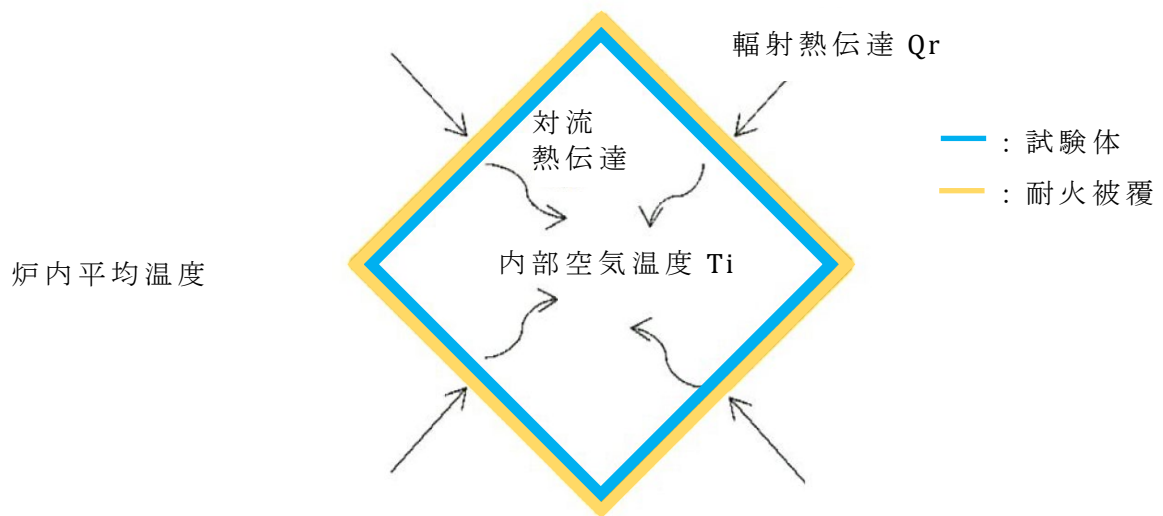 輻射熱伝達 Qr
対流
熱伝達
：試験体
：耐火被覆
内部空気温度 Ti
炉内平均温度